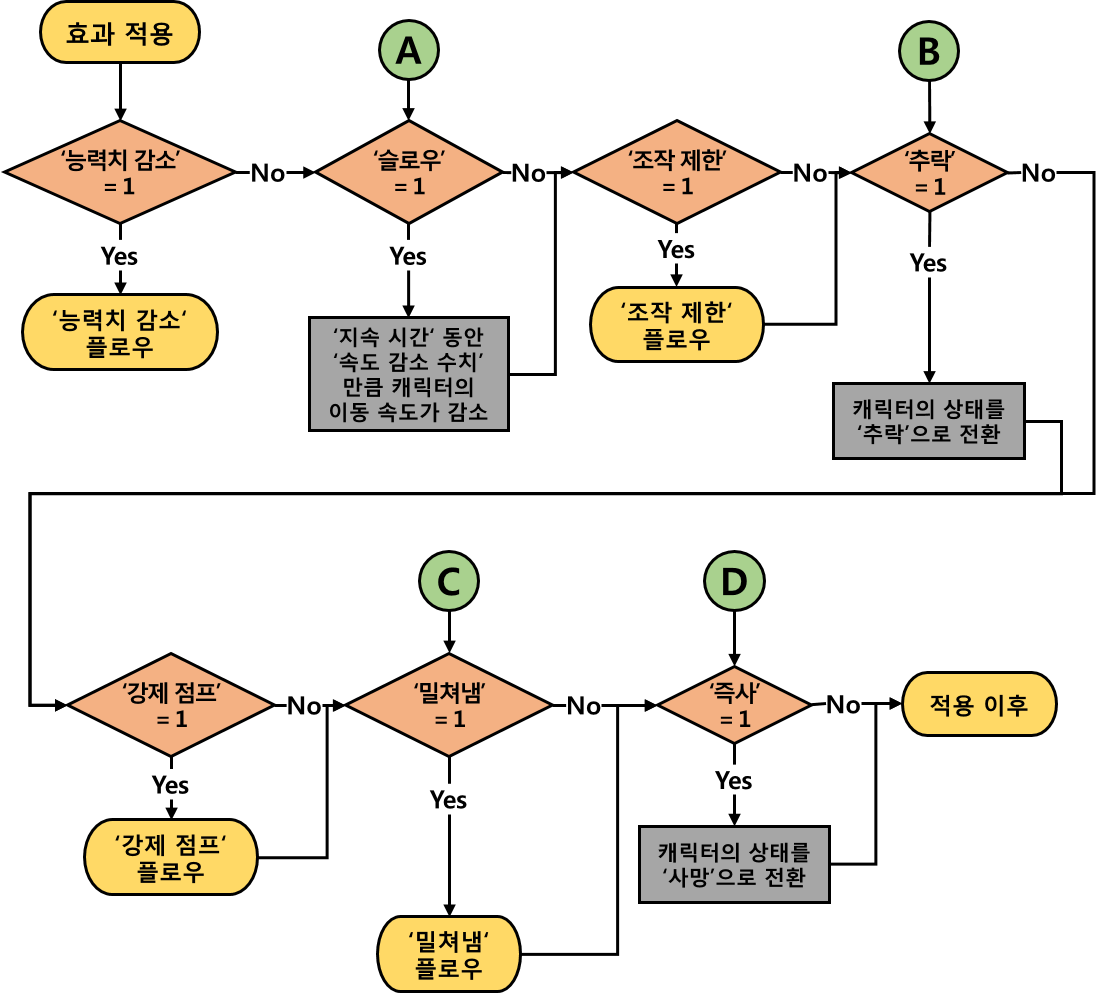 효과 적용
A
B
‘능력치 감소’
= 1
No
‘슬로우’
= 1
No
‘조작 제한’
= 1
No
‘추락’
= 1
No
Yes
Yes
Yes
Yes
‘능력치 감소‘
플로우
‘지속 시간‘ 동안
‘속도 감소 수치’
만큼 캐릭터의
이동 속도가 감소
‘조작 제한‘
플로우
캐릭터의 상태를
‘추락’으로 전환
C
D
‘강제 점프’
= 1
No
‘밀쳐냄’
= 1
No
‘즉사’
= 1
No
적용 이후
Yes
Yes
Yes
‘강제 점프‘
플로우
캐릭터의 상태를
‘사망’으로 전환
‘밀쳐냄‘
플로우